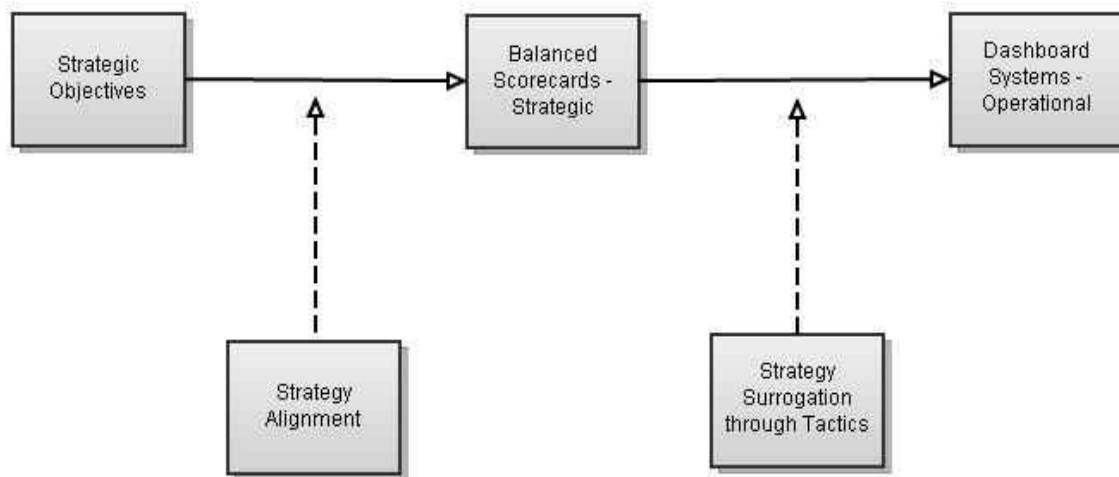 Strategic
Objectives
Balanced
Scorecards -
Strategic
Dashboard
Systems -
Operational
Strategy
Alignment
Strategy
Surrogation
through Tactics